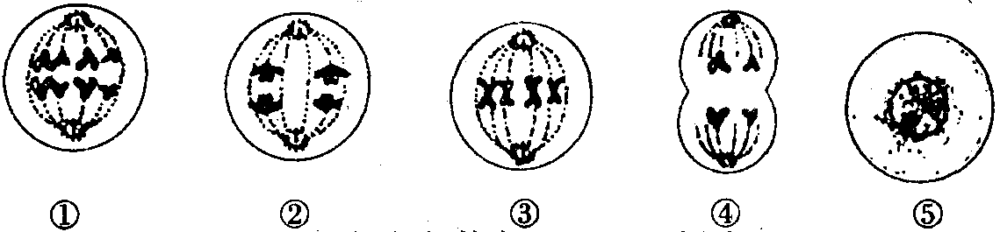 ① ② ③ ④ ⑤